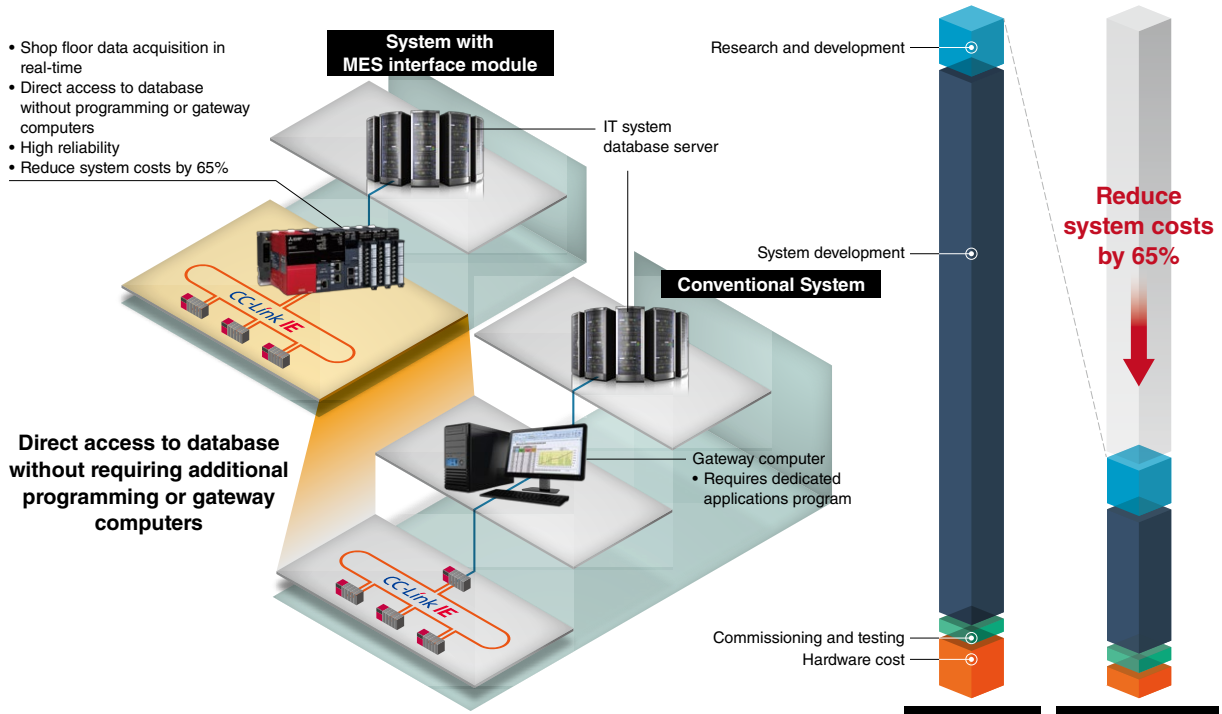 • Shop floor data acquisition in
real-time
• Direct access to database
without programming or gateway
computers
• High reliability
• Reduce system costs by 65%
System with
MES interface module
IT system
database server
CC-Link IE
Conventional System
Gateway computer
• Requires dedicated
applications program
Direct access to database
without requiring additional
programming or gateway
computers
CC-Link IE
Research and development
System development
Commissioning and testing
Hardware cost
Reduce
system costs
by 65%